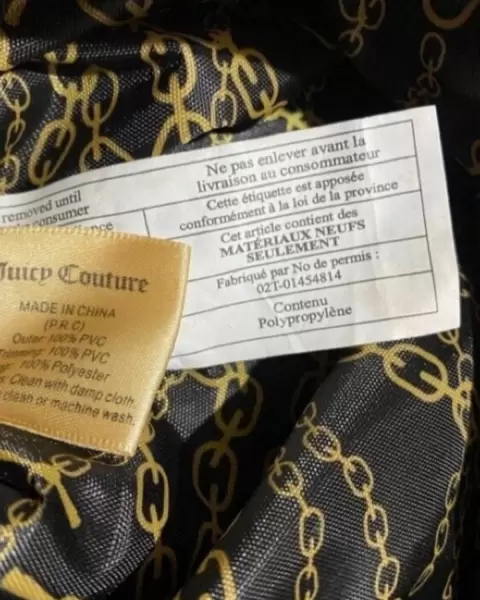 removed until
consumer
Ne pas enlever avant la
livraison au consommateur
Cette étiquette est apposée
conformément à la loi de la province
Cet article contient des
MATÉRIAUX NEUFS
SEULEMENT
Fabriqué par No de permis :
02T-01454814
Contenu
Polypropylène
Juicy Couture
MADE IN CHINA
(P.R.C)
Outer: 100% PVC
Trimming: 100% PVC
100% Polyester
Clean with damp cloth
clean or machine wash.